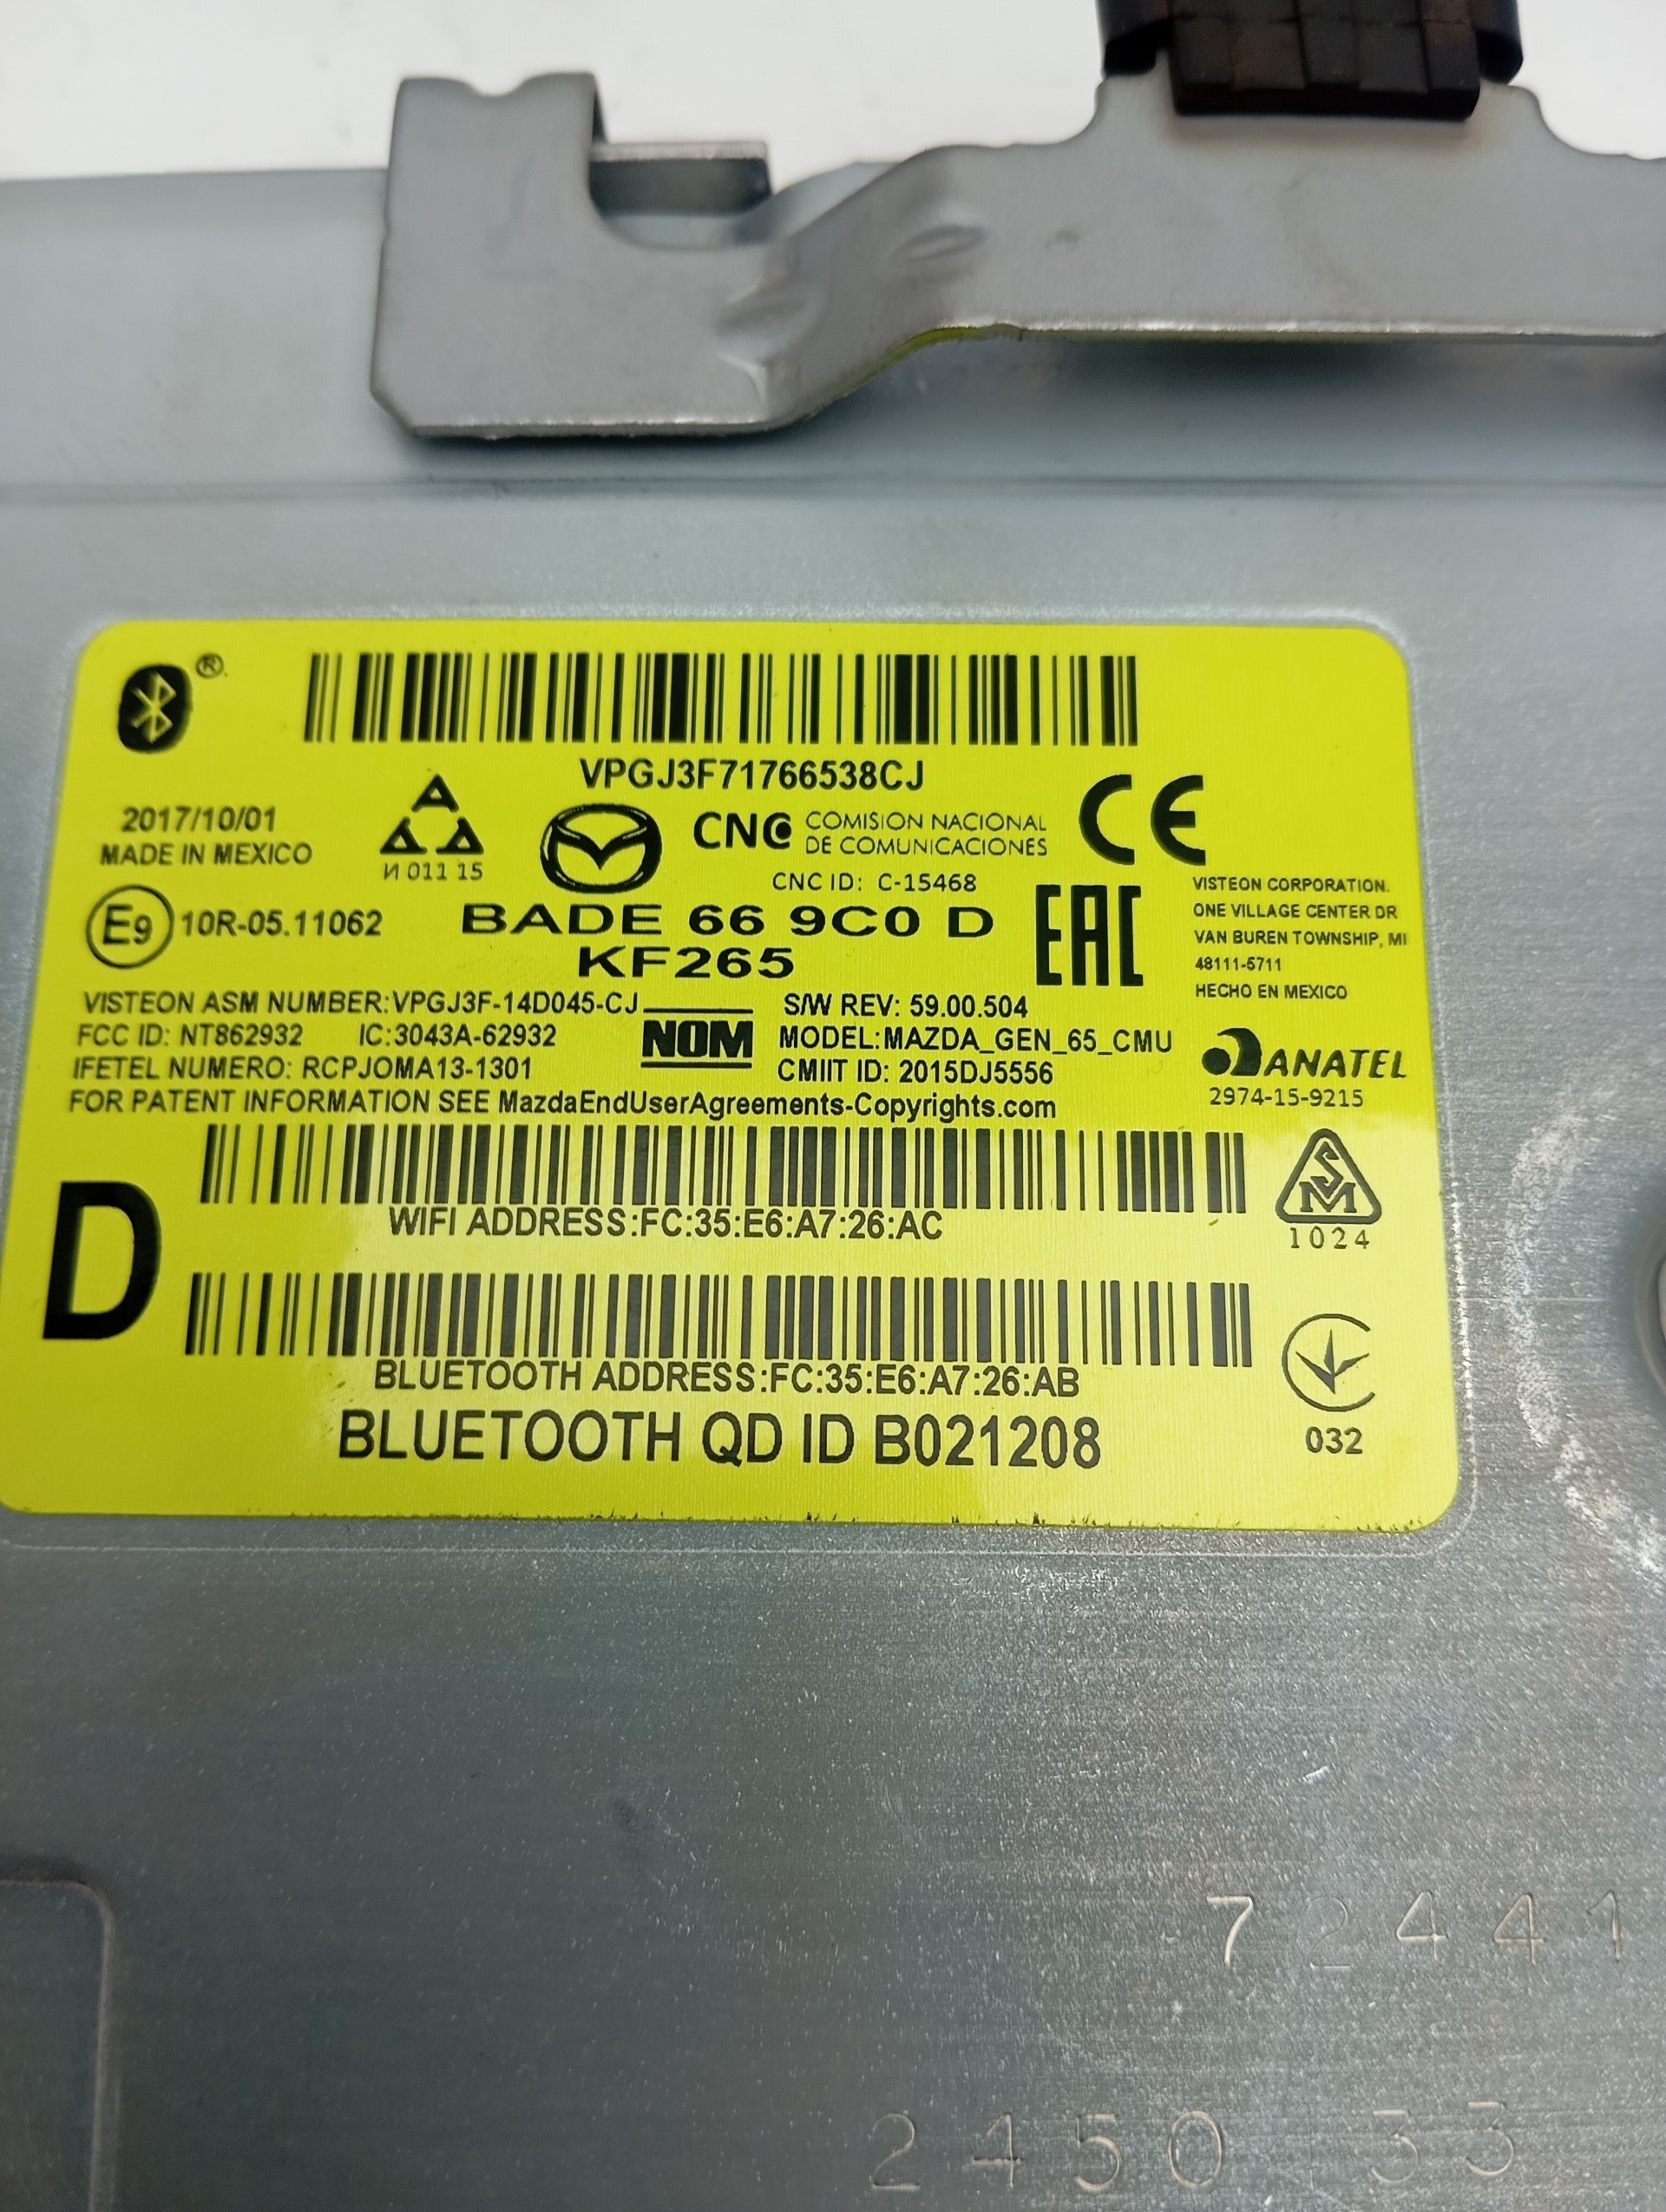 ®
VPGJ3F71766538CJ
2017/10/01
MADE IN MEXICO
И 011 15
CNC COMISION NACIONAL
DE COMUNICACIONES
CNC ID: C-15468
CE
E9 10R-05.11062
BADE 66 9C0 D
KF265
EAC
VISTEON CORPORATION.
ONE VILLAGE CENTER DR
VAN BUREN TOWNSHIP, MI
48111-5711
HECHO EN MEXICO
VISTEON ASM NUMBER:VPGJ3F-14D045-CJ
FCC ID: NT862932 IC:3043A-62932
IFETEL NUMERO: RCPJOMA13-1301
NOM
S/W REV: 59.00.504
MODEL:MAZDA_GEN_65_CMU
CMIIT ID: 2015DJ5556
ANATEL
2974-15-9215
FOR PATENT INFORMATION SEE MazdaEndUserAgreements-Copyrights.com
D
WIFI ADDRESS:FC:35:E6:A7:26:AC
SM
1024
BLUETOOTH ADDRESS:FC:35:E6:A7:26:AB
BLUETOOTH QD ID B021208
032
72441
2450 33